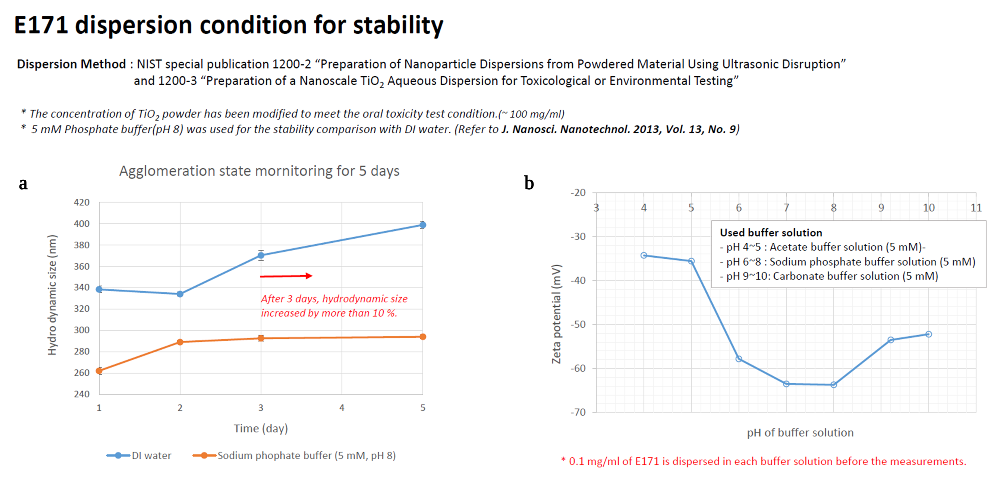 E171 dispersion condition for stability
Dispersion Method : NIST special publication 1200-2 “Preparation of Nanoparticle Dispersions from Powdered Material Using Ultrasonic Disruption”
and 1200-3 “Preparation of a Nanoscale TiO₂ Aqueous Dispersion for Toxicological or Environmental Testing”
* The concentration of TiO₂ powder has been modified to meet the oral toxicity test condition.(~ 100 mg/ml)
* 5 mM Phosphate buffer(pH 8) was used for the stability comparison with DI water. (Refer to J. Nanosci. Nanotechnol. 2013, Vol. 13, No. 9)
a
Agglomeration state mornitoring for 5 days
Hydro dynamic size (nm)
420
400
380
360
340
320
300
280
260
240
After 3 days, hydrodynamic size
increased by more than 10 %.
1 2 3 4 5
Time (day)
DI water Sodium phophate buffer (5 mM, pH 8)
b
Zeta potential (mV)
-20
-30
-40
-50
-60
-70
3 4 5 6 7 8 9 10 11
Used buffer solution
- pH 4~5 : Acetate buffer solution (5 mM)-
- pH 6~8 : Sodium phosphate buffer solution (5 mM)
- pH 9~10: Carbonate buffer solution (5 mM)
pH of buffer solution
* 0.1 mg/ml of E171 is dispersed in each buffer solution before the measurements.